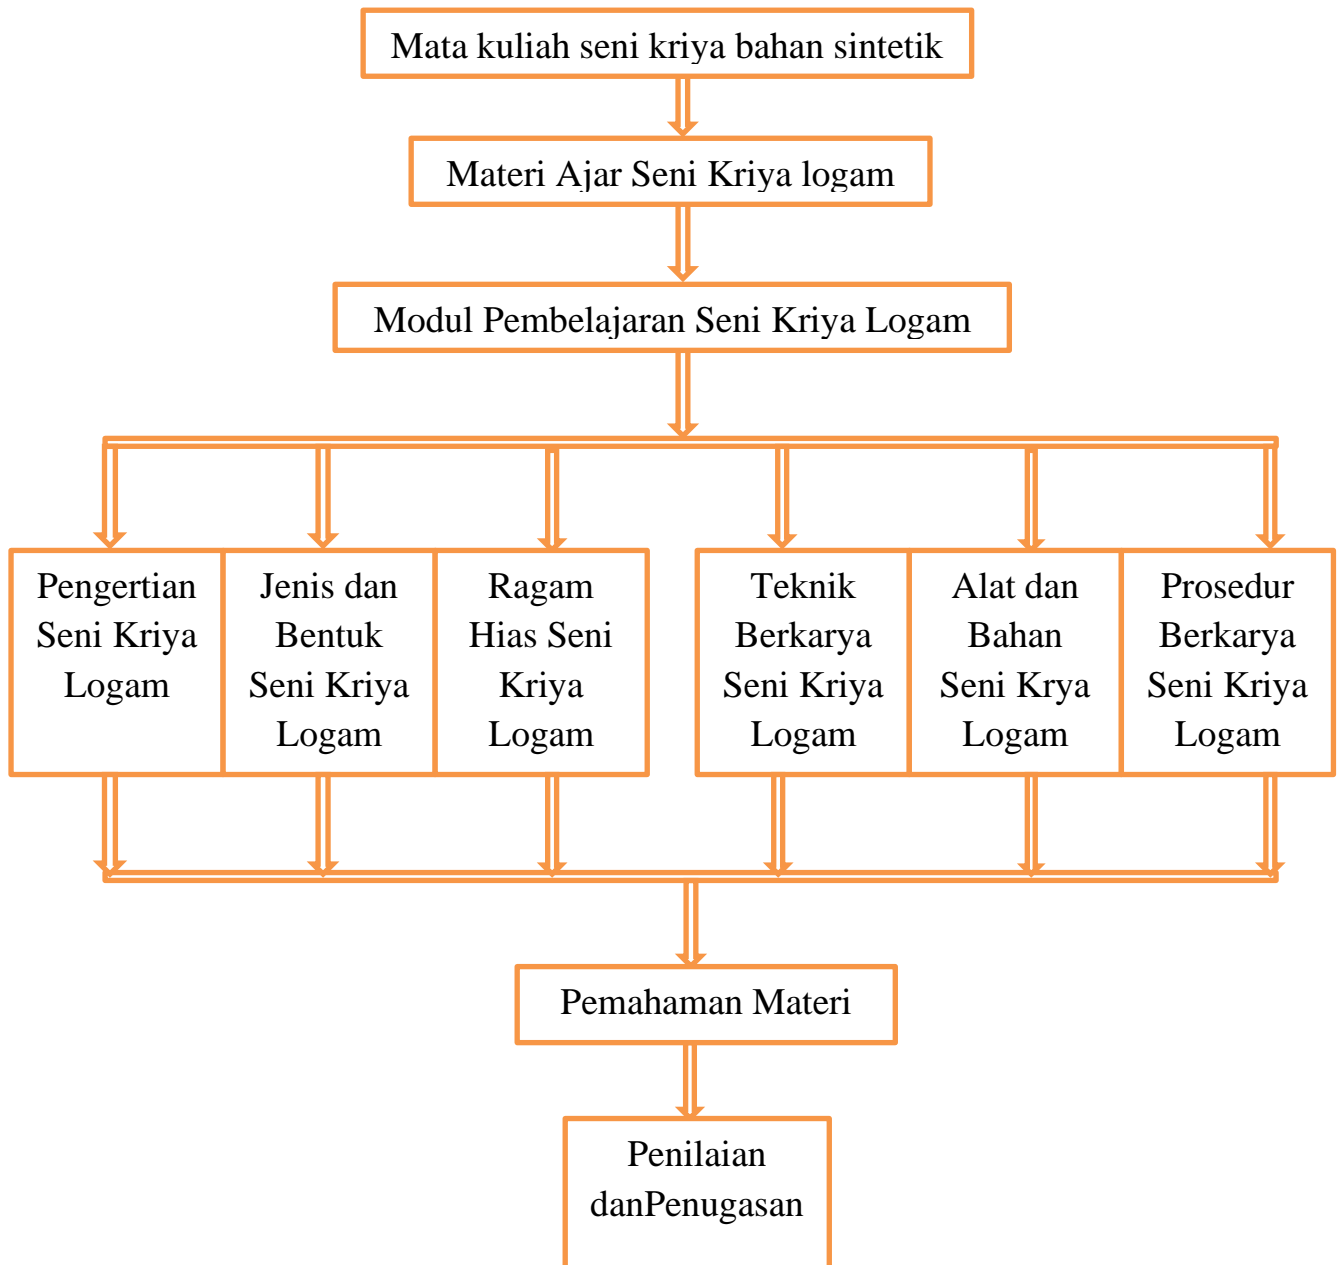 Mata kuliah seni kriya bahan sintetik
Materi Ajar Seni Kriya logam
Modul Pembelajaran Seni Kriya Logam
Pengertian
Seni Kriya
Logam
Jenis dan
Bentuk
Seni Kriya
Logam
Ragam
Hias Seni
Kriya
Logam
Teknik
Berkarya
Seni Kriya
Logam
Alat dan
Bahan
Seni Krya
Logam
Prosedur
Berkarya
Seni Kriya
Logam
Pemahaman Materi
Penilaian
danPenugasan